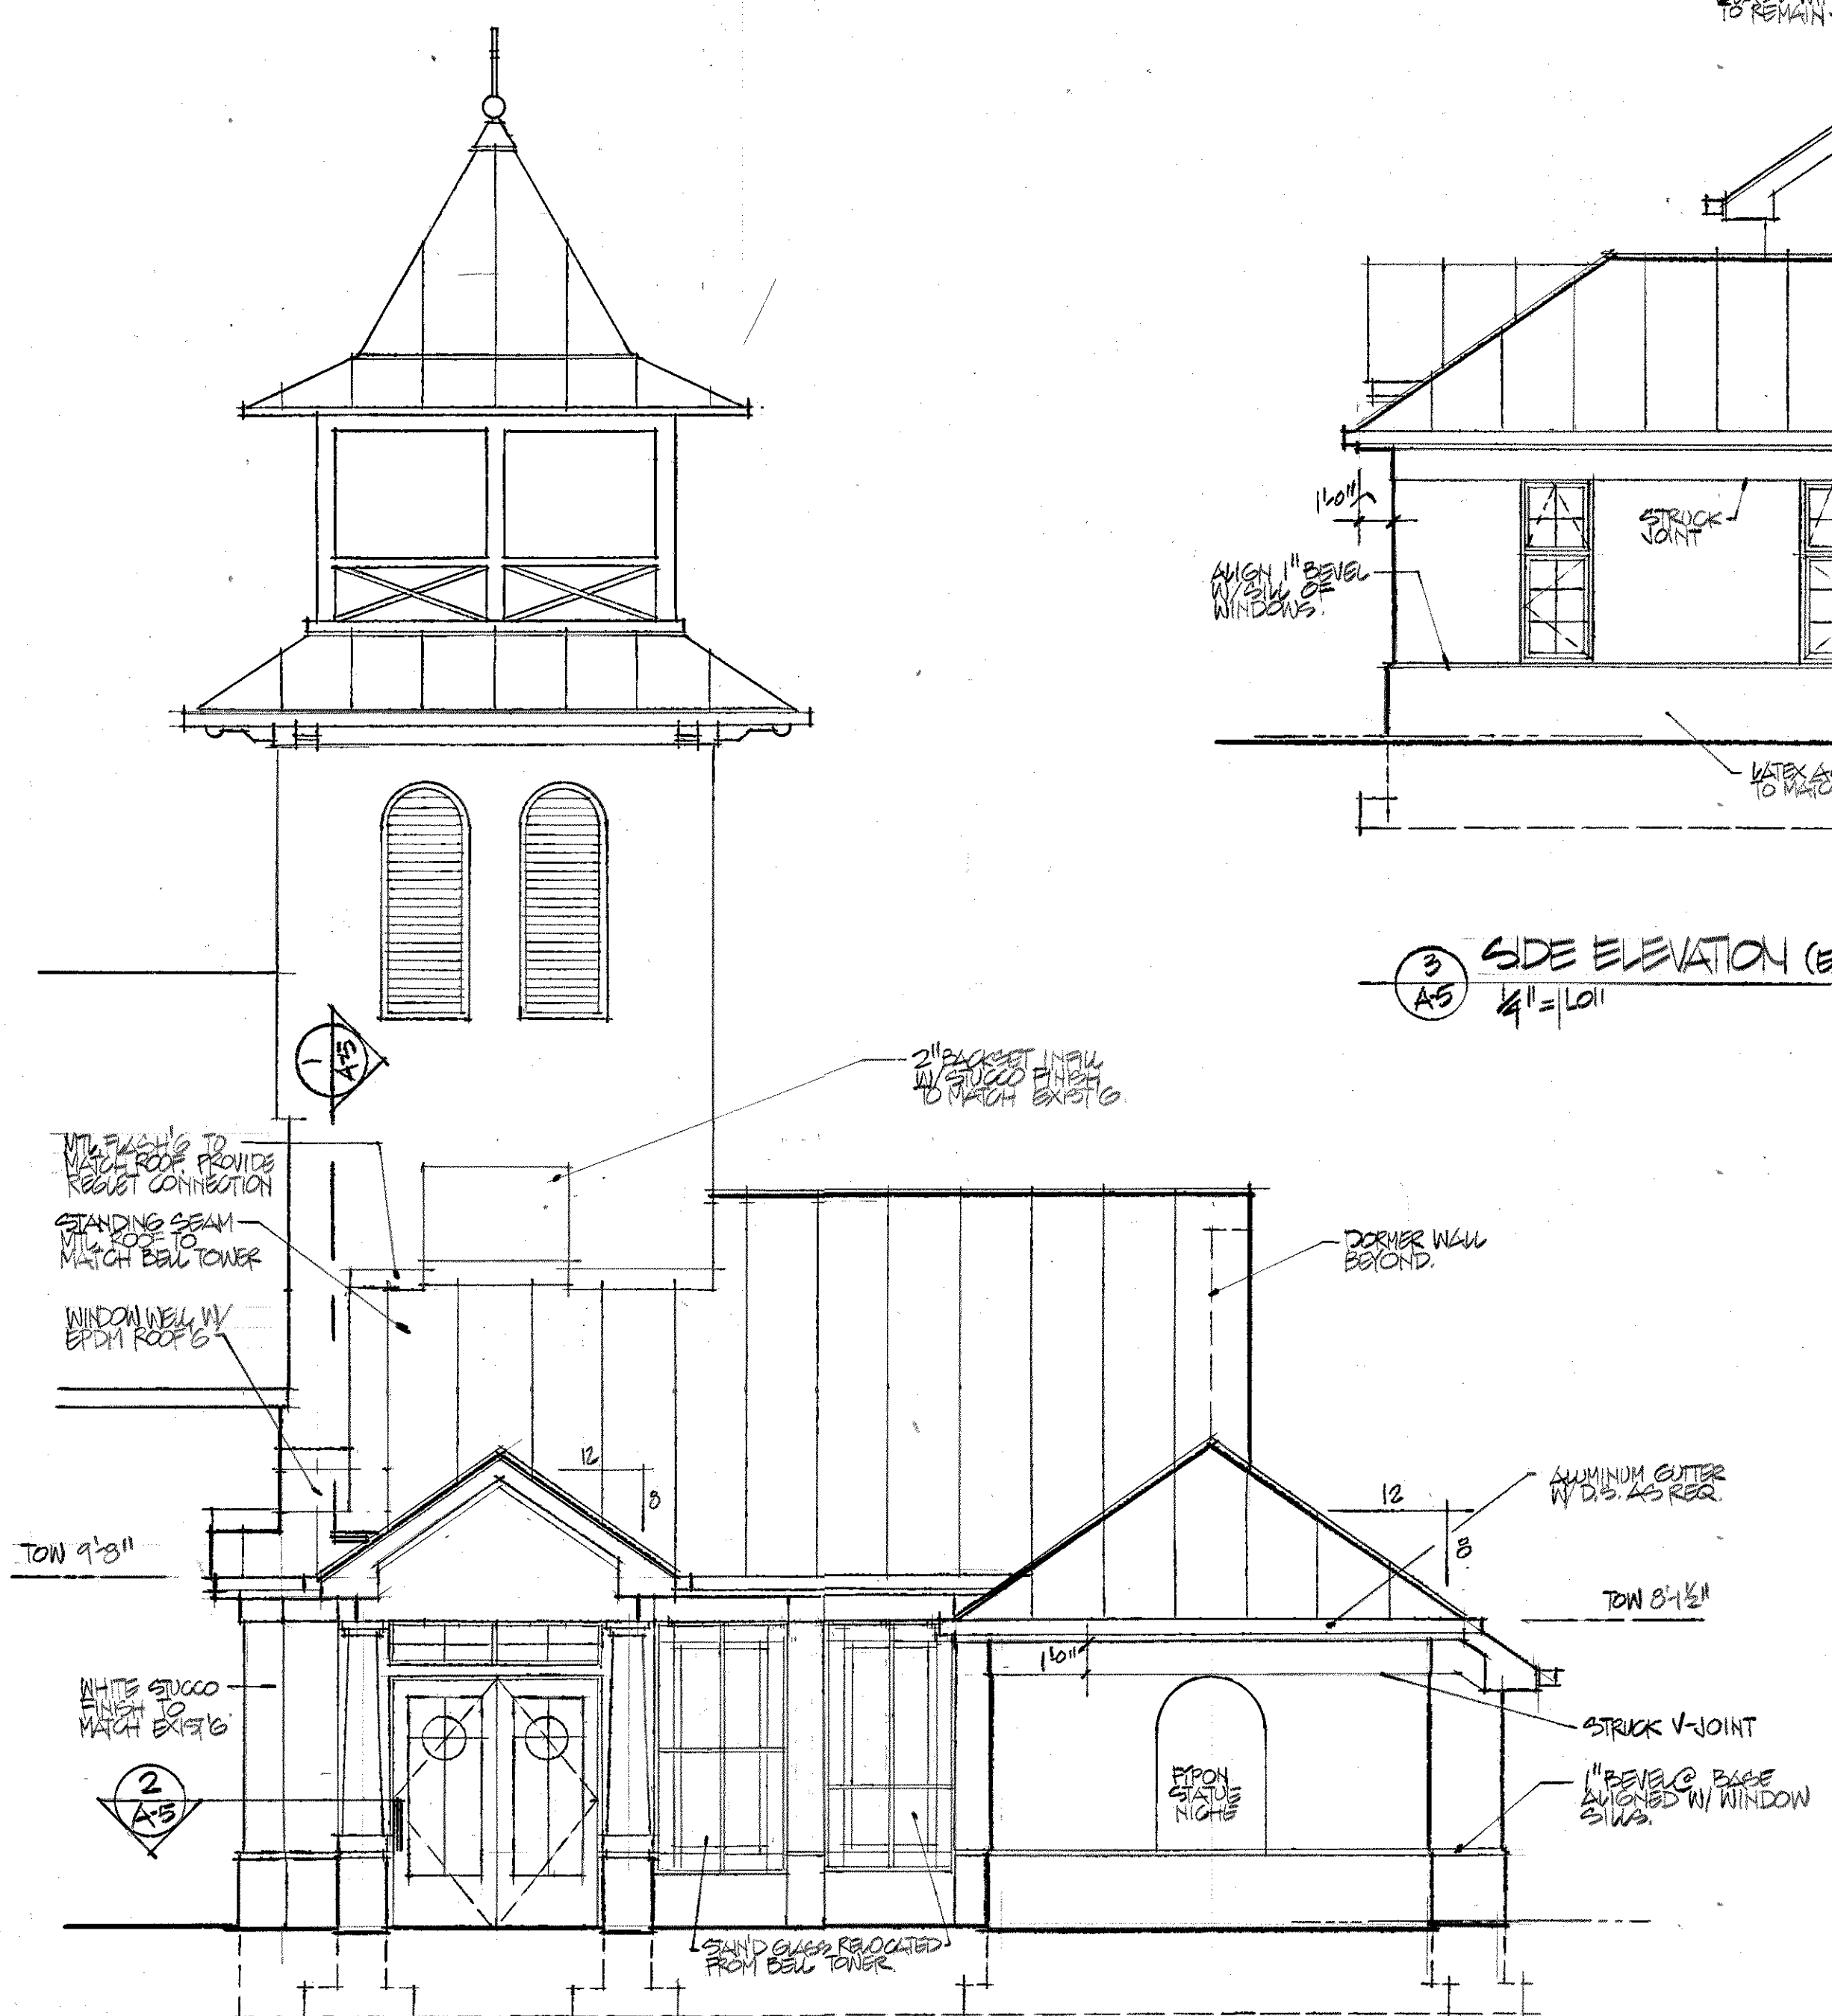 TO REMAIN
1'-0"
STRUCK
JOINT
ALIGN 1" BEVEL
W/ SILL OF
WINDOWS.
LATEX
TO MATC
3
A-5
SIDE ELEVATION (E
1/4" = 1'-0"
1
A-5
2" BACKSET INFILL
W/ STUCCO FINISH
TO MATCH EXIST'G.
MTL. FLASH'G TO
MATCH ROOF. PROVIDE
REGLET CONNECTION
STANDING SEAM
MTL. ROOF TO
MATCH BELL TOWER
WINDOW WELL W/
EPDM ROOF'G
DORMER WALL
BEYOND.
12
8
12
8
ALUMINUM GUTTER
W/ D.S. AS REQ.
TOW 9'-8"
TOW 8'-1½"
1'-0"
WHITE STUCCO
FINISH TO
MATCH EXIST'G.
STRUCK V-JOINT
2
A-5
FYPON
STATUE
NICHE
1" BEVEL @ BASE
ALIGNED W/ WINDOW
SILLS.
STAIN'D GLASS RELOCATED
FROM BELL TOWER.